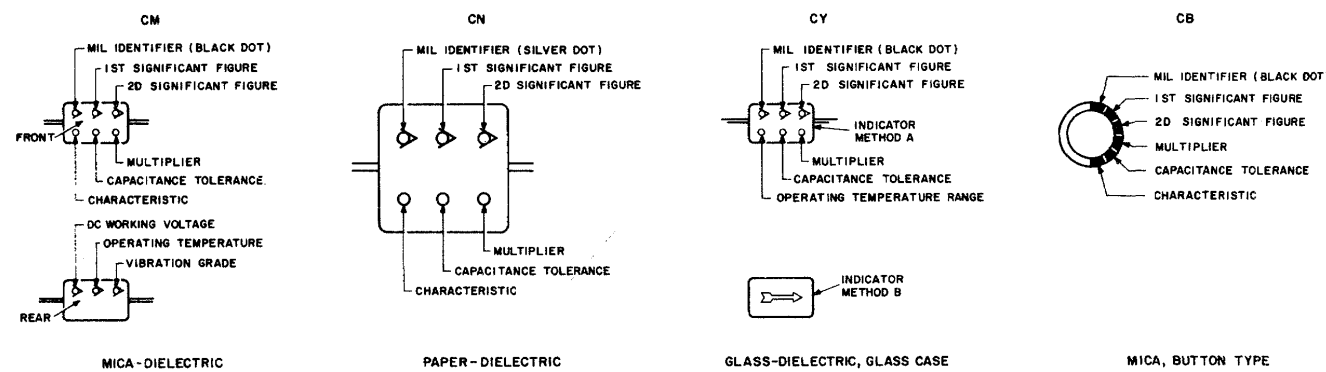 CM
MIL IDENTIFIER (BLACK DOT)
1ST SIGNIFICANT FIGURE
2D SIGNIFICANT FIGURE
FRONT
MULTIPLIER
CAPACITANCE TOLERANCE.
CHARACTERISTIC
DC WORKING VOLTAGE
OPERATING TEMPERATURE
VIBRATION GRADE
REAR
MICA-DIELECTRIC
CN
MIL IDENTIFIER (SILVER DOT)
1ST SIGNIFICANT FIGURE
2D SIGNIFICANT FIGURE
MULTIPLIER
CAPACITANCE TOLERANCE
CHARACTERISTIC
PAPER-DIELECTRIC
CY
MIL IDENTIFIER (BLACK DOT)
1ST SIGNIFICANT FIGURE
2D SIGNIFICANT FIGURE
INDICATOR
METHOD A
MULTIPLIER
CAPACITANCE TOLERANCE
OPERATING TEMPERATURE RANGE
INDICATOR
METHOD B
GLASS-DIELECTRIC, GLASS CASE
CB
MIL IDENTIFIER (BLACK DOT
1ST SIGNIFICANT FIGURE
2D SIGNIFICANT FIGURE
MULTIPLIER
CAPACITANCE TOLERANCE
CHARACTERISTIC
MICA, BUTTON TYPE